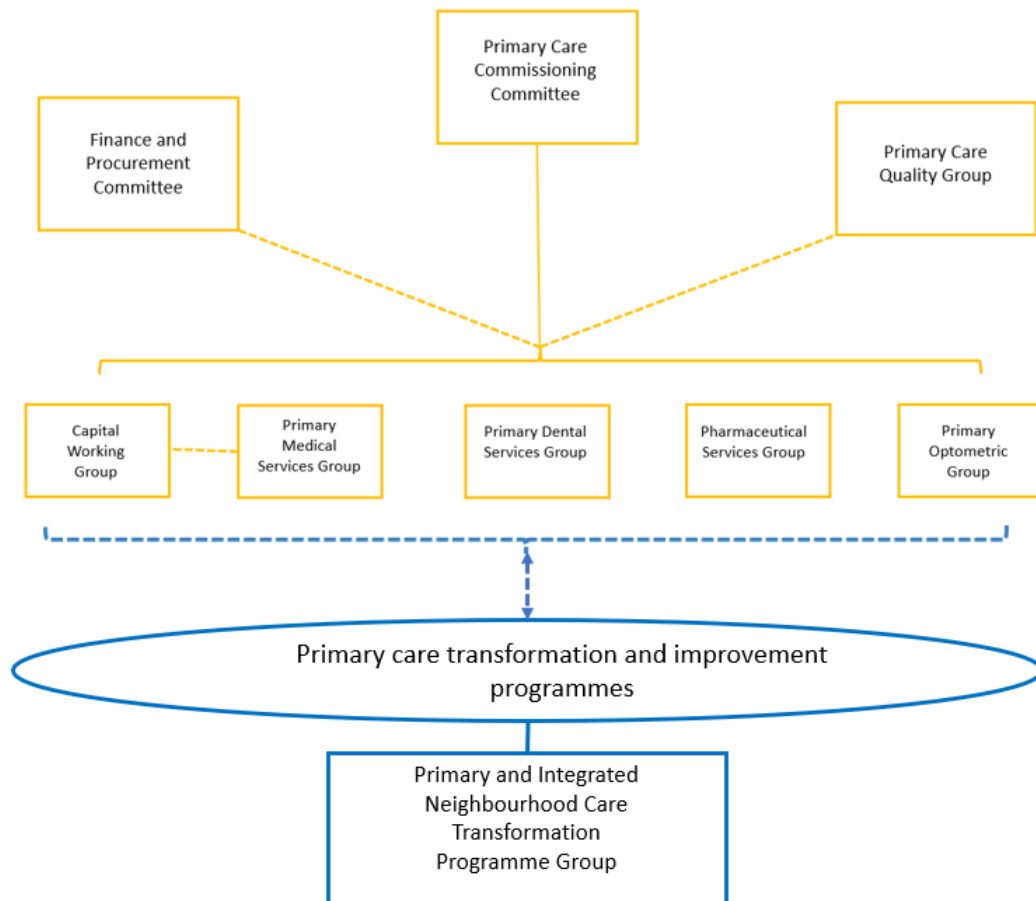 Primary Care
Commissioning
Committee
Finance and
Procurement
Committee
Primary Care
Quality Group
Capital
Working
Group
Primary
Medical
Services Group
Primary Dental
Services Group
Pharmaceutical
Services Group
Primary
Optometric
Group
Primary care transformation and improvement
programmes
Primary and Integrated
Neighbourhood Care
Transformation
Programme Group